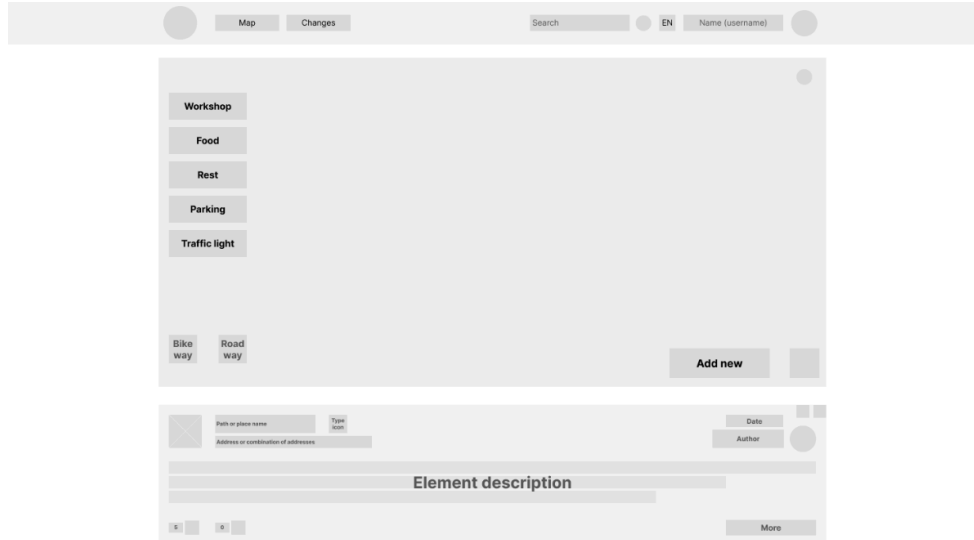 Map
Changes
Search
EN
Name (username)
Workshop
Food
Rest
Parking
Traffic light
Bike
way
Road
way
Add new
Path or place name
Type
icon
Address or combination of addresses
Date
Author
Element description
5
0
More